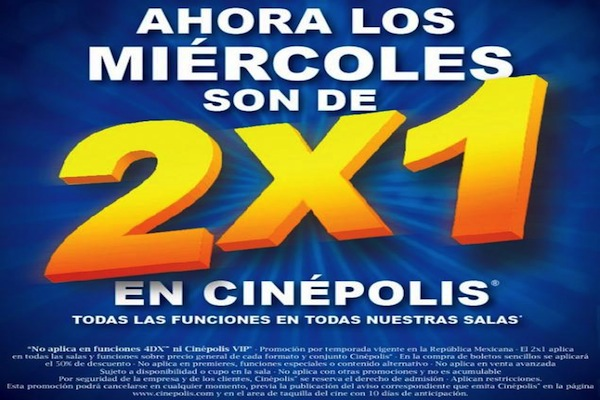 AHORA LOS
MIÉRCOLES
SON DE
2X1
EN CINÉPOLIS®
TODAS LAS FUNCIONES EN TODAS NUESTRAS SALAS*
*No aplica en funciones 4DX™ ni Cinépolis VIP® · Promoción por temporada vigente en la República Mexicana · El 2x1 aplica
en todas las salas y funciones sobre precio general de cada formato y conjunto Cinépolis® · En la compra de boletos sencillos se aplicará
el 50% de descuento · No aplica en premieres, funciones especiales o contenido alternativo · No aplica en venta avanzada
Sujeto a disponibilidad o cupo en la sala · No aplica con otras promociones y no es acumulable
Por seguridad de la empresa y de los clientes, Cinépolis® se reserva el derecho de admisión · Aplican restricciones.
Esta promoción podrá cancelarse en cualquier momento, previa la publicación del aviso correspondiente que emita Cinépolis® en la página
www.cinepolis.com y en el area de taquilla del cine con 10 días de anticipación.